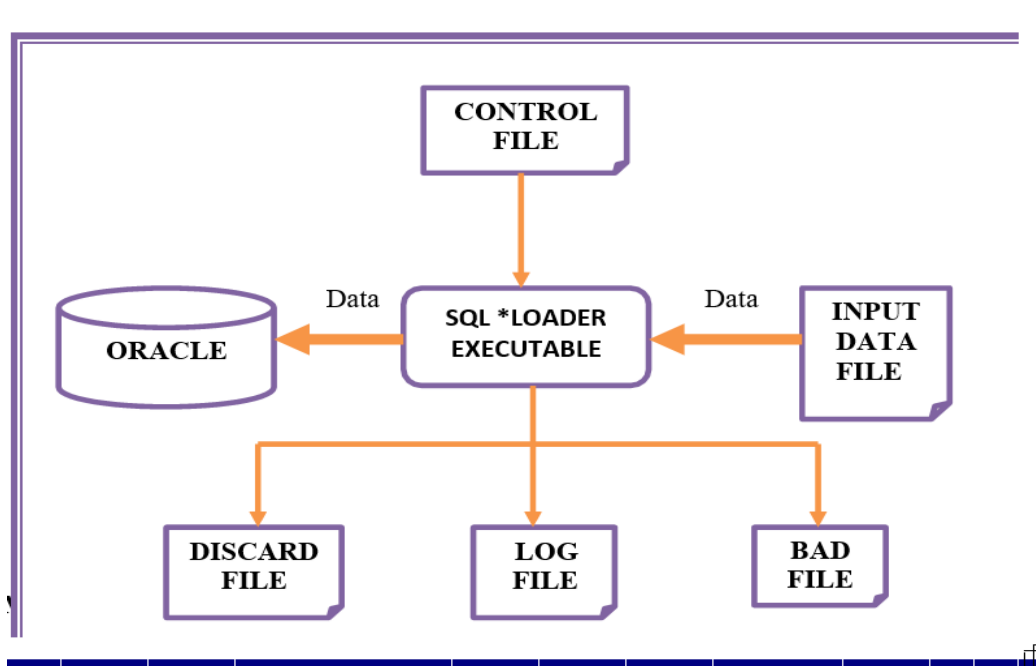 CONTROL
FILE
Data
Data
SQL *LOADER
EXECUTABLE
INPUT
DATA
FILE
ORACLE
DISCARD
FILE
LOG
FILE
BAD
FILE